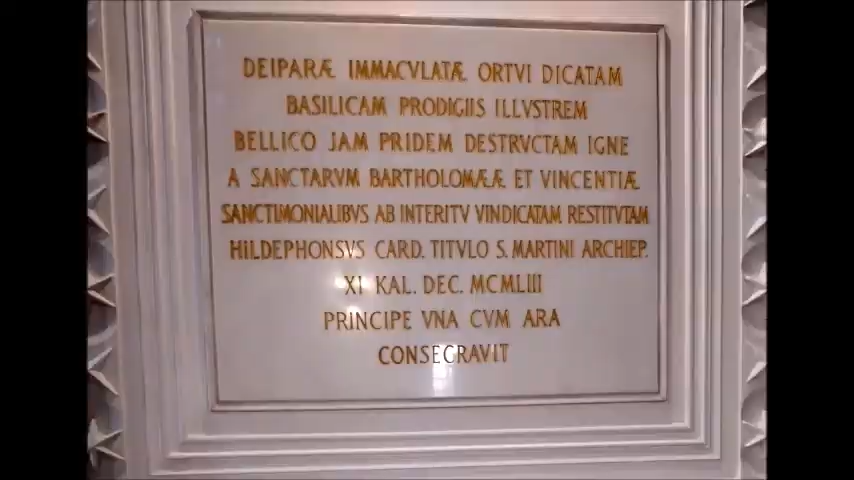 DEIPARÆ IMMACVLATÆ ORTVI DICATAM
BASILICAM PRODIGIIS ILLVSTREM
BELLICO JAM PRIDEM DESTRVCTAM IGNE
A SANCTARVM BARTHOLOMÆÆ ET VINCENTIÆ
SANCTIMONIALIBVS AB INTERITV VINDICATAM RESTITVTAM
HILDEPHONSVS CARD. TITVLO S. MARTINI ARCHIEP.
XI KAL. DEC. MCMLIII
PRINCIPE VNA CVM ARA
CONSECRAVIT